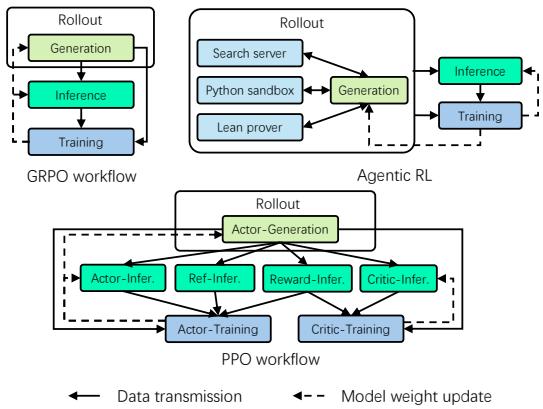 Rollout
Generation
Inference
Training
GRPO workflow
Rollout
Search server
Python sandbox
Lean prover
Generation
Inference
Training
Agentic RL
Rollout
Actor-Generation
Actor-Infer.
Ref-Infer.
Reward-Infer.
Critic-Infer.
Actor-Training
Critic-Training
PPO workflow
Data transmission
Model weight update